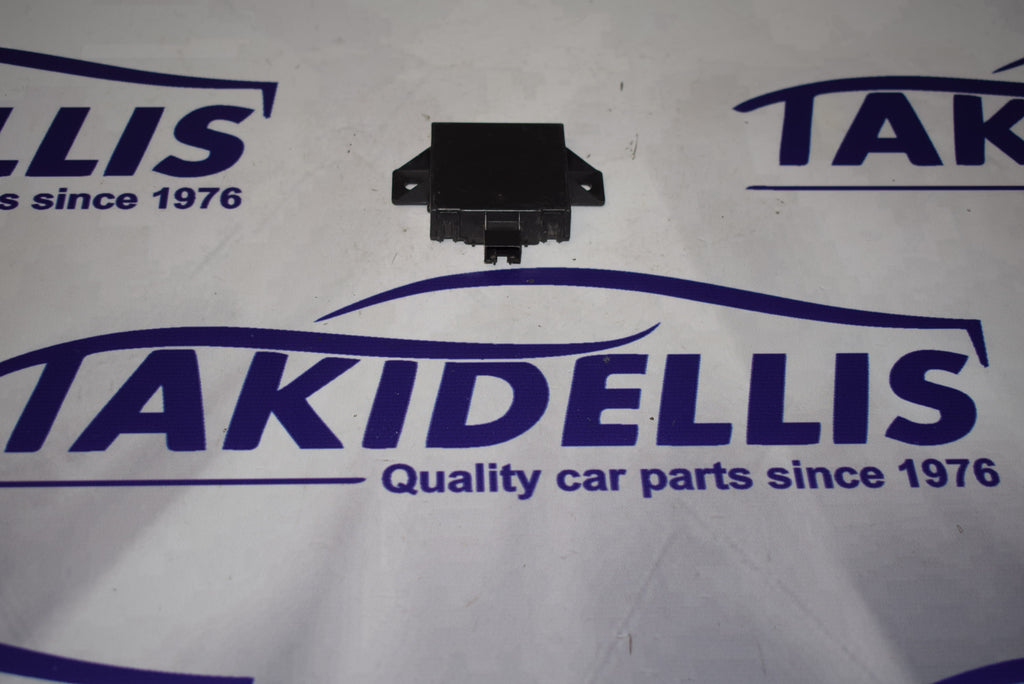 LLIS
s since 1976
TAK
TAKIDELLIS
Quality car parts since 1976